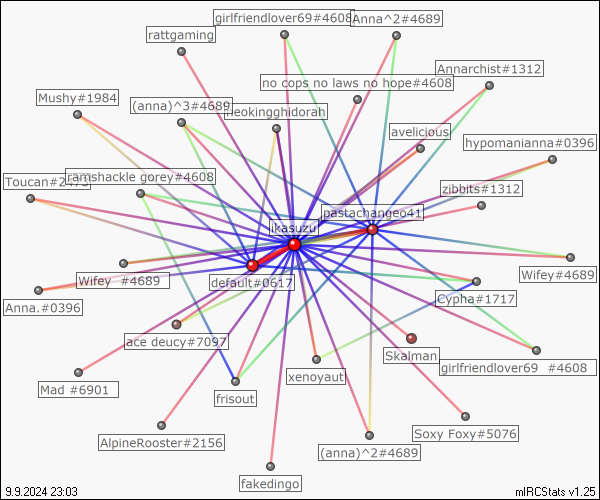 girlfriendlover69#4608
Anna^2#4689
rattgaming
Annarchist#1312
no cops no laws no hope#4608
Mushy#1984
(anna)^3#4689
neokingghidorah
avelicious
hypomanianna#0396
Toucan#2473
ramshackle gorey#4608
zibbits#1312
pastachangeo41
ikasuzu
Wifey #4689
default#0617
Wifey#4689
Anna.#0396
Cypha#1717
ace deucy#7097
Skalman
girlfriendlover69 #4608
xenoyaut
Mad #6901
frisout
Soxy Foxy#5076
AlpineRooster#2156
(anna)^2#4689
fakedingo
9.9.2024 23:03
mIRCStats v1.25